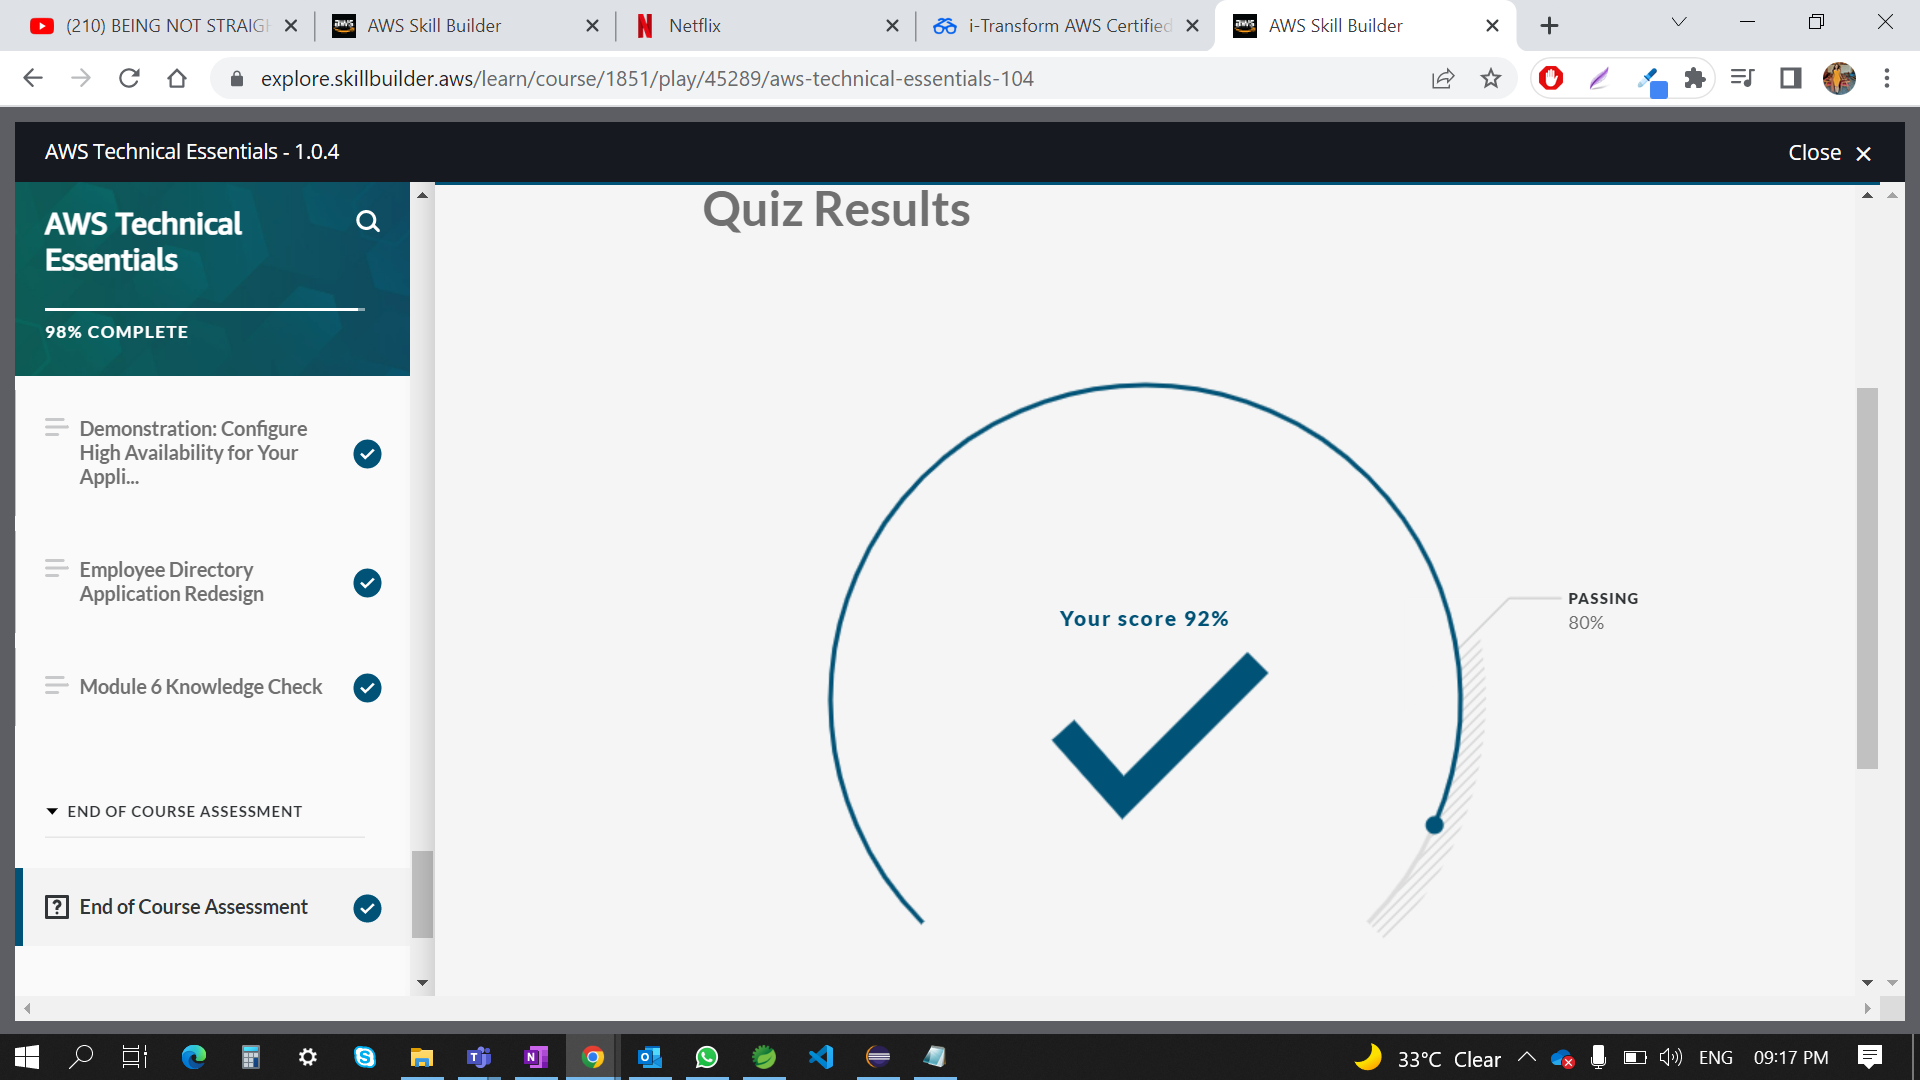 (210) BEING NOT STRAIGH
AWS Skill Builder
Netflix
i-Transform AWS Certified
AWS Skill Builder
explore.skillbuilder.aws/learn/course/1851/play/45289/aws-technical-essentials-104
AWS Technical Essentials - 1.0.4
Close
AWS Technical
Essentials
98% COMPLETE
Demonstration: Configure
High Availability for Your
Appli...
Employee Directory
Application Redesign
Module 6 Knowledge Check
END OF COURSE ASSESSMENT
End of Course Assessment
Quiz Results
Your score 92%
PASSING
80%
33°C Clear
ENG
09:17 PM